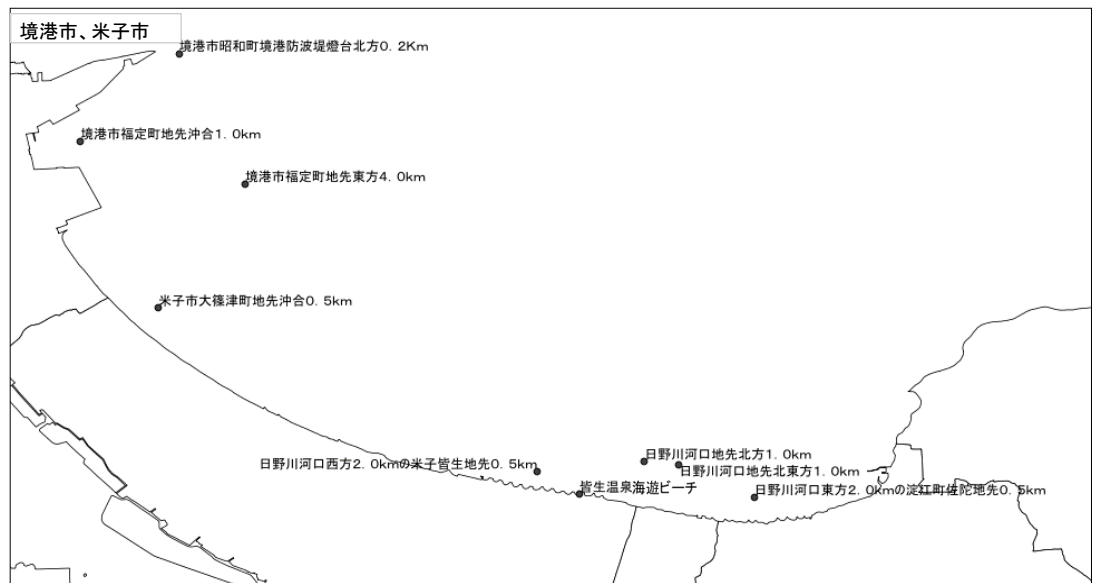 境港市、米子市
境港市昭和町境港防波堤燈台北方0．2Km
境港市福定町地先沖合1．0km
境港市福定町地先東方4．0km
米子市大篠津町地先沖合0．5km
日野川河口地先北方1．0km
日野川河口西方2．0kmの米子皆生地先0．5km
日野川河口地先北東方1．0km
皆生温泉海遊ビーチ
日野川河口東方2．0kmの淀江町佐陀地先0．5km